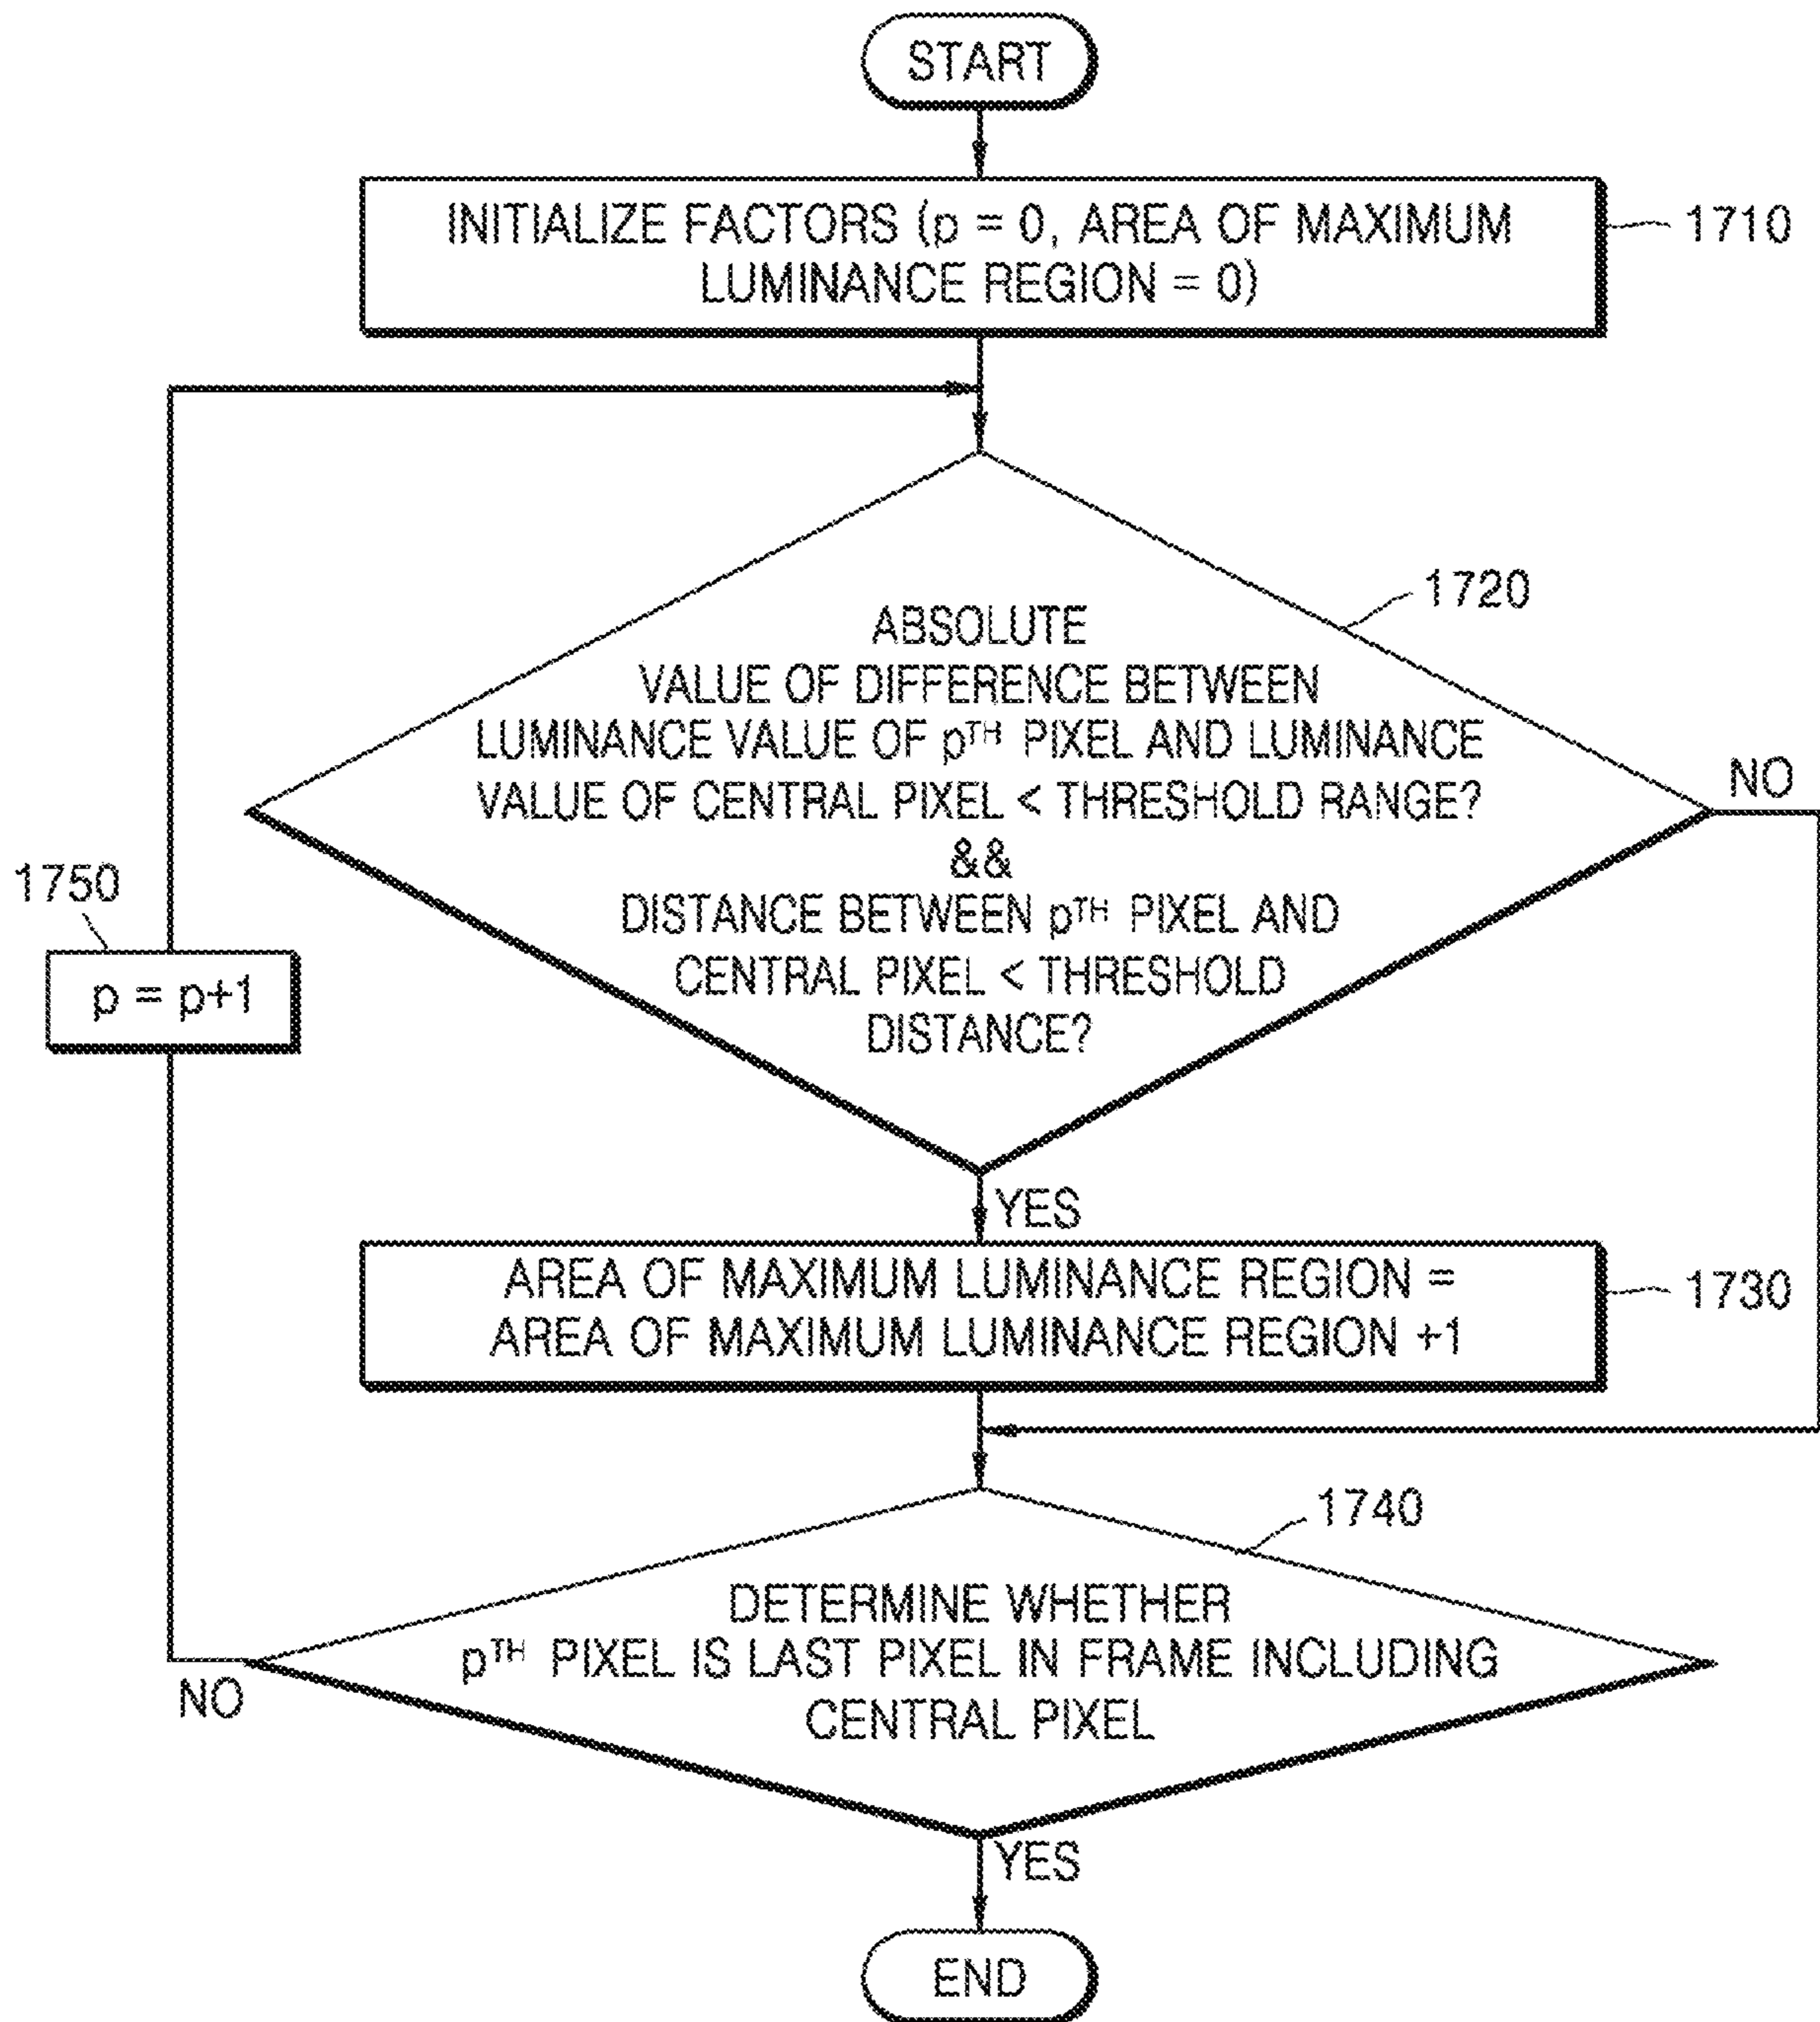 START
INITIALIZE FACTORS (p = 0, AREA OF MAXIMUM
LUMINANCE REGION = 0)
1710
1720
ABSOLUTE
VALUE OF DIFFERENCE BETWEEN
LUMINANCE VALUE OF pTH PIXEL AND LUMINANCE
VALUE OF CENTRAL PIXEL < THRESHOLD RANGE?
&&
DISTANCE BETWEEN pTH PIXEL AND
CENTRAL PIXEL < THRESHOLD
DISTANCE?
NO
1750
p = p+1
YES
AREA OF MAXIMUM LUMINANCE REGION =
AREA OF MAXIMUM LUMINANCE REGION +1
1730
1740
DETERMINE WHETHER
pTH PIXEL IS LAST PIXEL IN FRAME INCLUDING
CENTRAL PIXEL
NO
YES
END